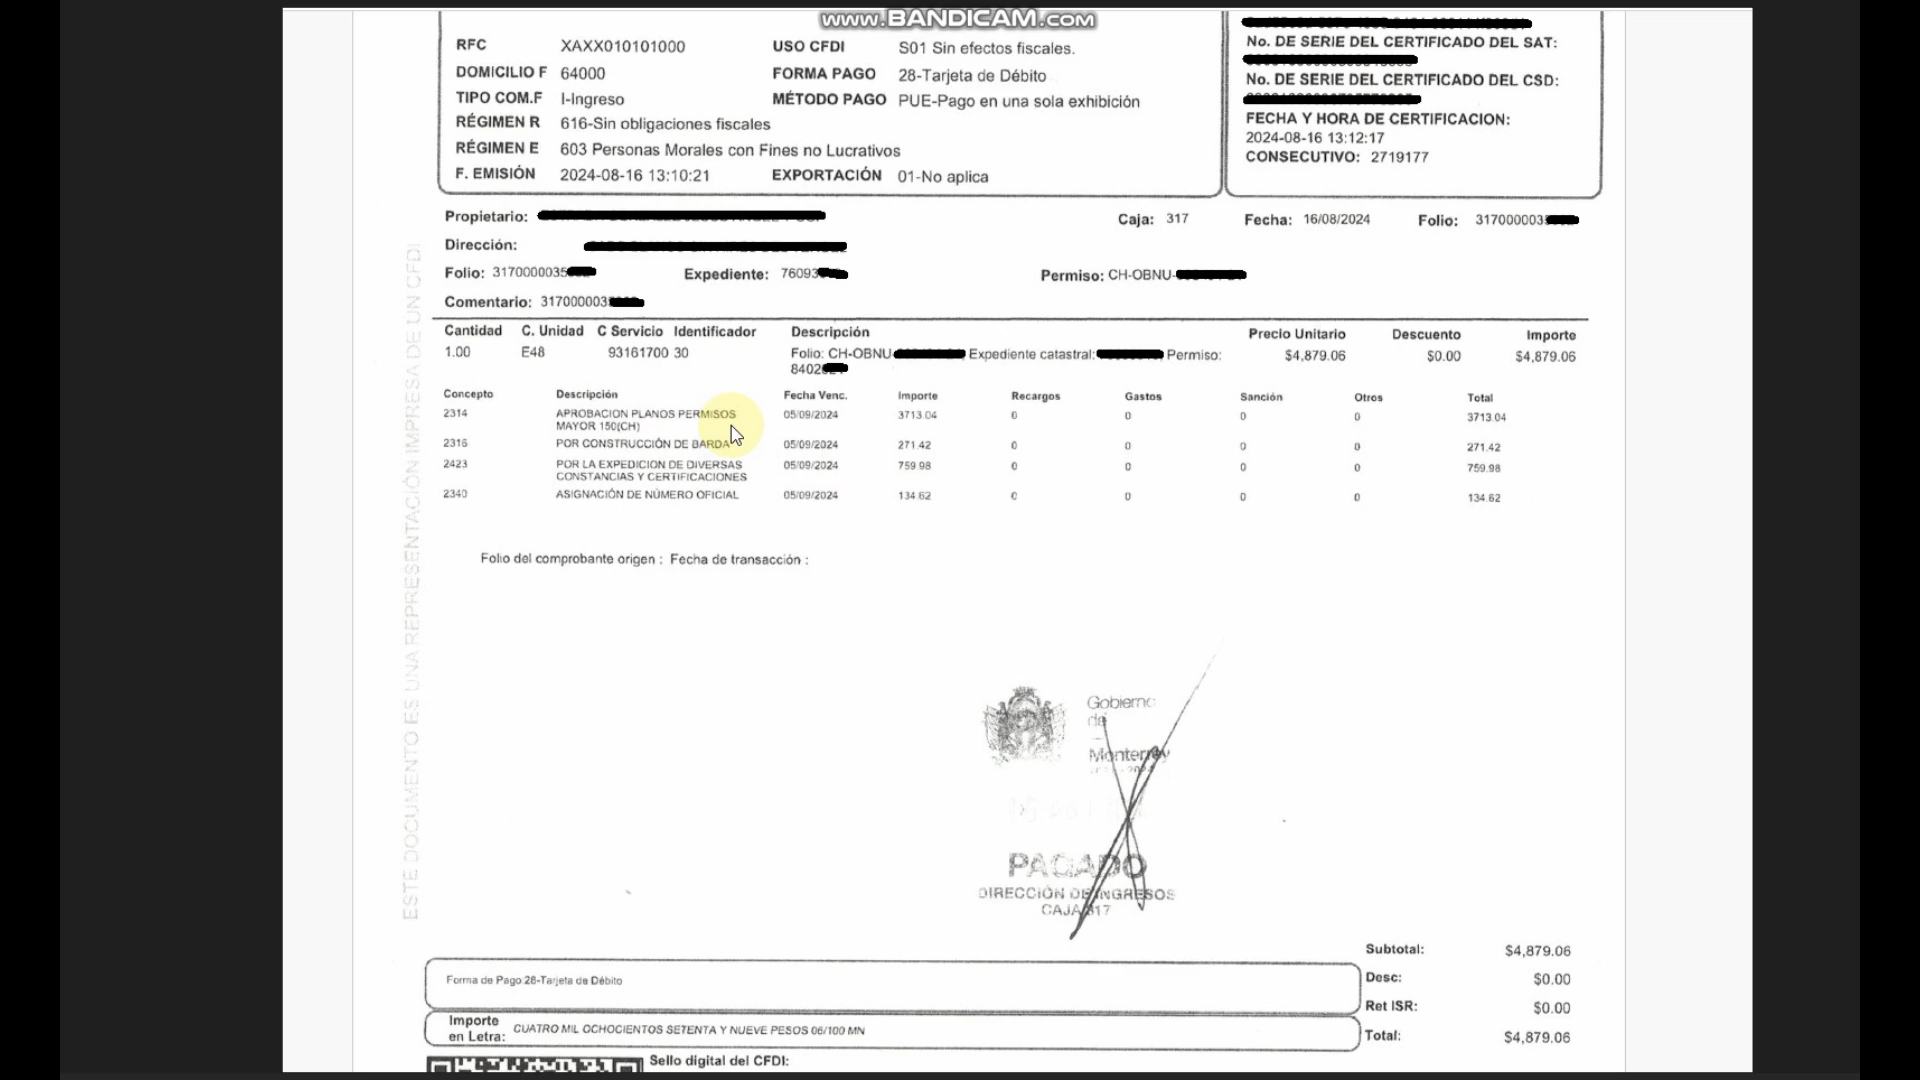 www.BANDICAM.com
RFC XAXX010101000 USO CFDI S01 Sin efectos fiscales.
No. DE SERIE DEL CERTIFICADO DEL SAT:
DOMICILIO F 64000 FORMA PAGO 28-Tarjeta de Débito
No. DE SERIE DEL CERTIFICADO DEL CSD:
TIPO COM.F I-Ingreso MÉTODO PAGO PUE-Pago en una sola exhibición
RÉGIMEN R 616-Sin obligaciones fiscales
FECHA Y HORA DE CERTIFICACION:
2024-08-16 13:12:17
RÉGIMEN E 603 Personas Morales con Fines no Lucrativos
CONSECUTIVO: 2719177
F. EMISIÓN 2024-08-16 13:10:21 EXPORTACIÓN 01-No aplica
Propietario: Caja: 317 Fecha: 16/08/2024 Folio: 317000003
Dirección:
Folio: 3170000035 Expediente: 76093 Permiso: CH-OBNU-
Comentario: 317000003
Cantidad C. Unidad C Servicio Identificador Descripción Precio Unitario Descuento Importe
1.00 E48 93161700 30 Folio: CH-OBNU- Expediente catastral: Permiso: $4,879.06 $0.00 $4,879.06
8402
Concepto Descripción Fecha Venc. Importe Recargos Gastos Sanción Otros Total
2314 APROBACION PLANOS PERMISOS 05/09/2024 3713.04 0 0 0 0 3713.04
MAYOR 150(CH)
2316 POR CONSTRUCCIÓN DE BARDA 05/09/2024 271.42 0 0 0 0 271.42
2423 POR LA EXPEDICION DE DIVERSAS 05/09/2024 759.98 0 0 0 0 759.98
CONSTANCIAS Y CERTIFICACIONES
2340 ASIGNACIÓN DE NÚMERO OFICIAL 05/09/2024 134.62 0 0 0 0 134.62
Folio del comprobante origen : Fecha de transacción :
ESTE DOCUMENTO ES UNA REPRESENTACIÓN IMPRESA DE UN CFDI
Gobierno
de
Monterrey
PAGADO
DIRECCIÓN DE INGRESOS
CAJA 317
Subtotal: $4,879.06
Forma de Pago:28-Tarjeta de Débito
Desc: $0.00
Ret ISR: $0.00
Importe
en Letra: CUATRO MIL OCHOCIENTOS SETENTA Y NUEVE PESOS 06/100 MN
Total: $4,879.06
Sello digital del CFDI: